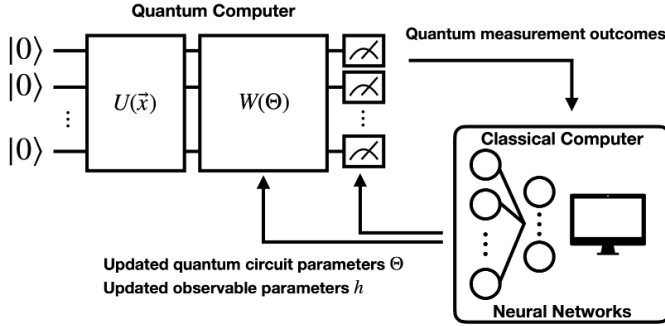 Quantum Computer
|0⟩
|0⟩
|0⟩
U(x⃗)
W(Θ)
Quantum measurement outcomes
Classical Computer
Neural Networks
Updated quantum circuit parameters Θ
Updated observable parameters h